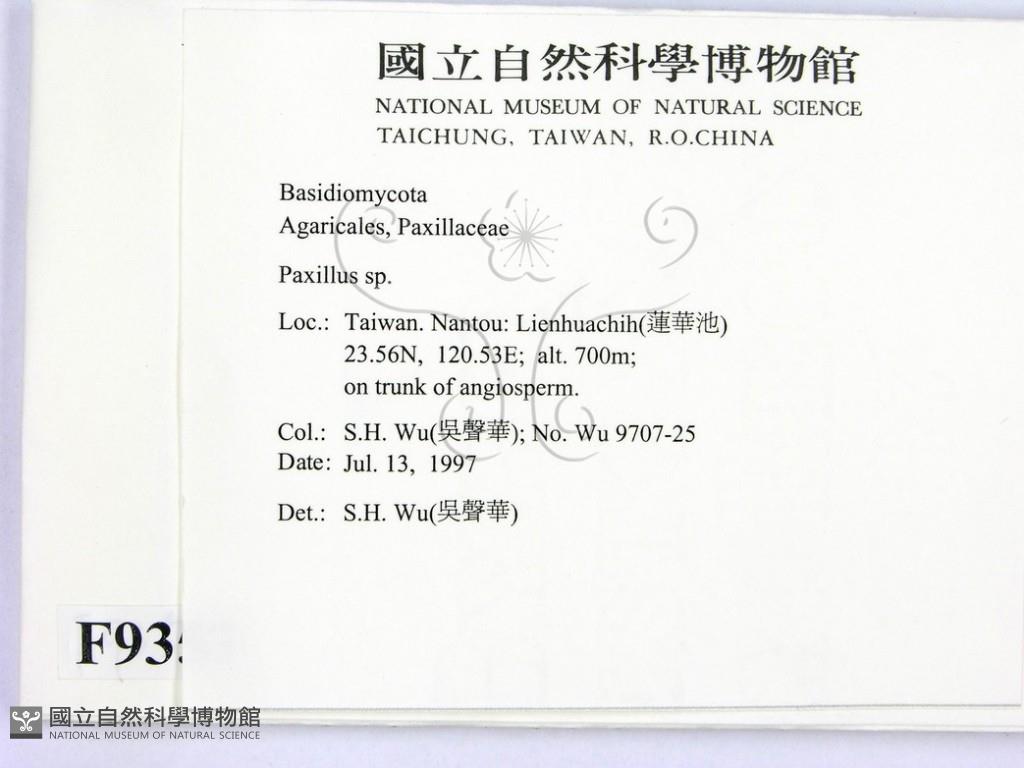 國立自然科學博物館
NATIONAL MUSEUM OF NATURAL SCIENCE
TAICHUNG, TAIWAN, R.O.CHINA
Basidiomycota
Agaricales, Paxillaceae
Paxillus sp.
Loc.: Taiwan. Nantou: Lienhuachih(蓮華池)
23.56N, 120.53E; alt. 700m;
on trunk of angiosperm.
Col.: S.H. Wu(吳聲華); No. Wu 9707-25
Date: Jul. 13, 1997
Det.: S.H. Wu(吳聲華)
F93
國立自然科學博物館
NATIONAL MUSEUM OF NATURAL SCIENCE